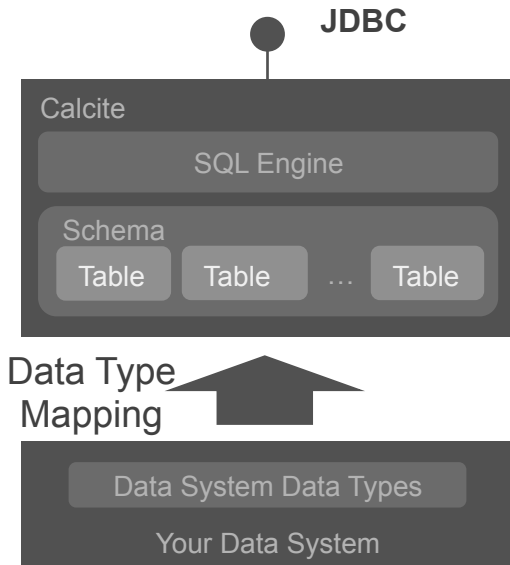 JDBC
Calcite
SQL Engine
Schema
Table Table ... Table
Data Type
Mapping
Data System Data Types
Your Data System